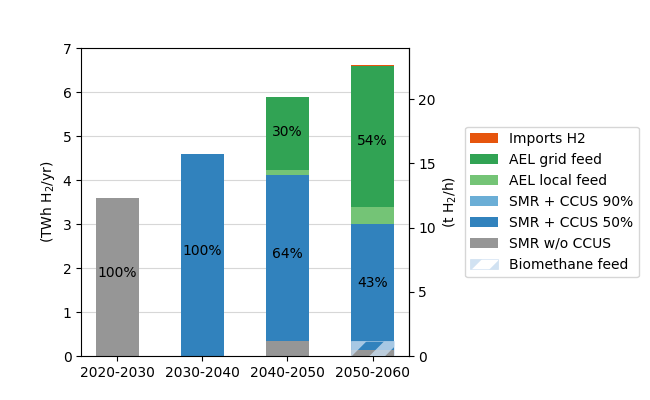 7
6
5
4
3
2
1
0
(TWh H₂/yr)
100%
100%
30%
64%
54%
43%
20
15
10
5
0
(t H₂/h)
2020-2030
2030-2040
2040-2050
2050-2060
Imports H2
AEL grid feed
AEL local feed
SMR + CCUS 90%
SMR + CCUS 50%
SMR w/o CCUS
Biomethane feed